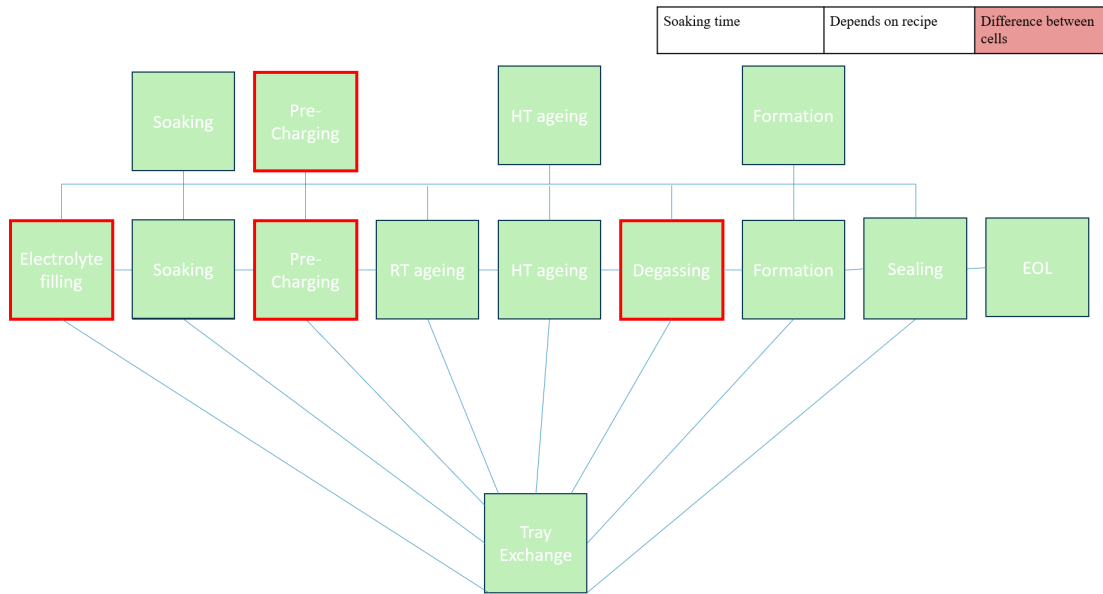 Soaking time
Depends on recipe
Difference between
cells
Soaking
Pre-
Charging
HT ageing
Formation
Electrolyte
filling
Soaking
Pre-
Charging
RT ageing
HT ageing
Degassing
Formation
Sealing
EOL
Tray
Exchange